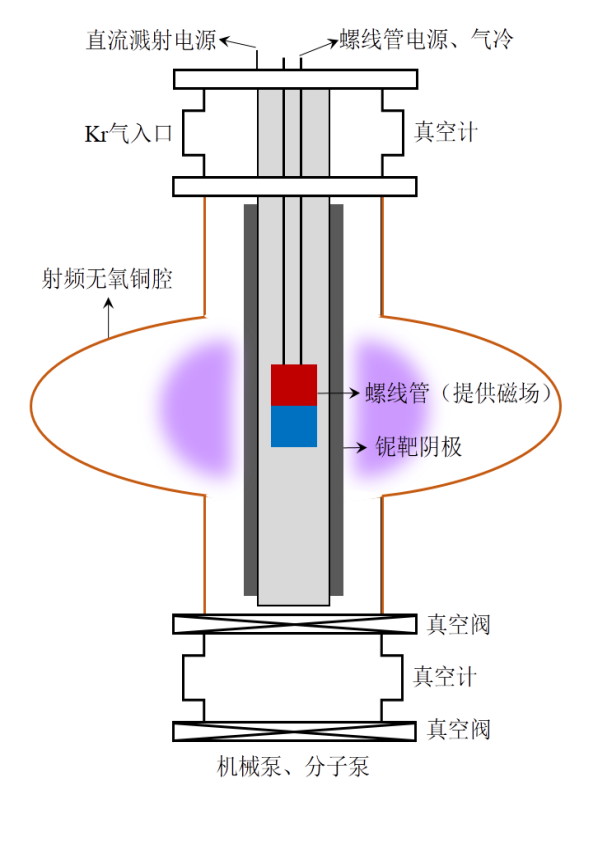 直流溅射电源
螺线管电源、气冷
Kr气入口
真空计
射频无氧铜腔
螺线管（提供磁场）
铌靶阴极
真空阀
真空计
真空阀
机械泵、分子泵